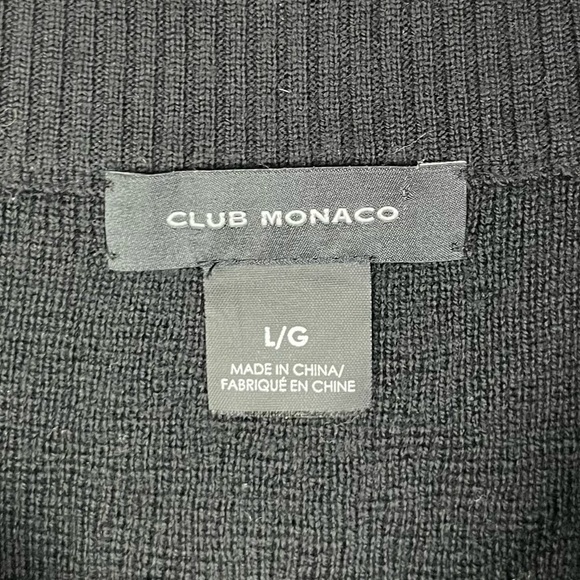 CLUB MONACO
L/G
MADE IN CHINA/
FABRIQUÉ EN CHINE